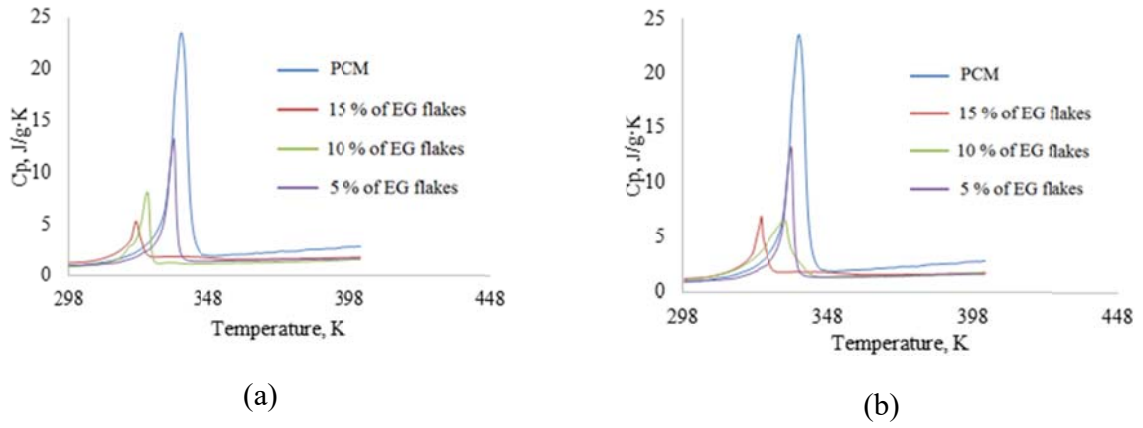 25
20
15
10
5
0
Cp, J/g·K
PCM
15 % of EG flakes
10 % of EG flakes
5 % of EG flakes
298 348 398 448
Temperature, K
(a)
25
20
15
10
5
0
Cp, J/g·K
PCM
15 % of EG flakes
10 % of EG flakes
5 % of EG flakes
298 348 398 448
Temperature, K
(b)